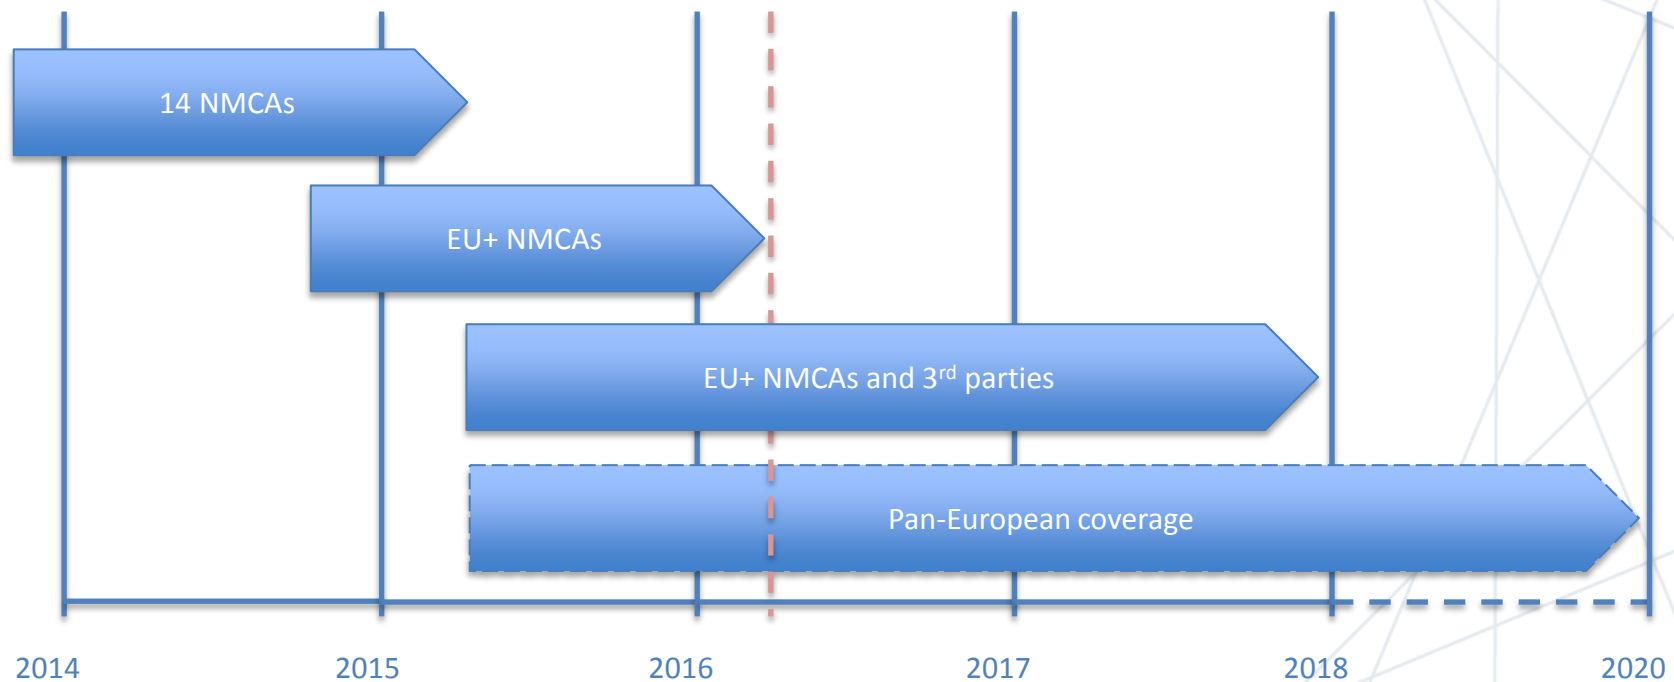 14 NMCAs
EU+ NMCAs
EU+ NMCAs and 3rd parties
Pan-European coverage
2014 2015 2016 2017 2018 2020